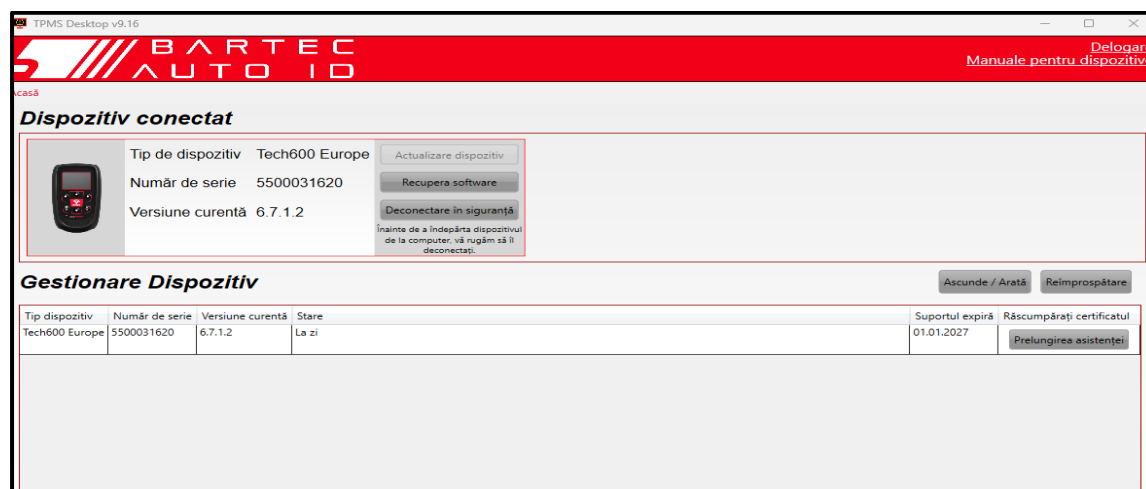 TPMS Desktop v9.16
BARTEC
AUTO ID
Delogare
Manuale pentru dispozitive
Acasă
Dispozitiv conectat
Tip de dispozitiv Tech600 Europe
Actualizare dispozitiv
Număr de serie 5500031620
Recupera software
Versiune curentă 6.7.1.2
Deconectare în siguranță
Înainte de a îndepărta dispozitivul
de la computer, vă rugăm să îl
deconectați.
Gestionare Dispozitiv
Ascunde / Arată
Reîmprospătare
Tip dispozitiv Număr de serie Versiune curentă Stare Suportul expiră Răscumpărați certificatul
Tech600 Europe 5500031620 6.7.1.2 La zi 01.01.2027 Prelungirea asistenței